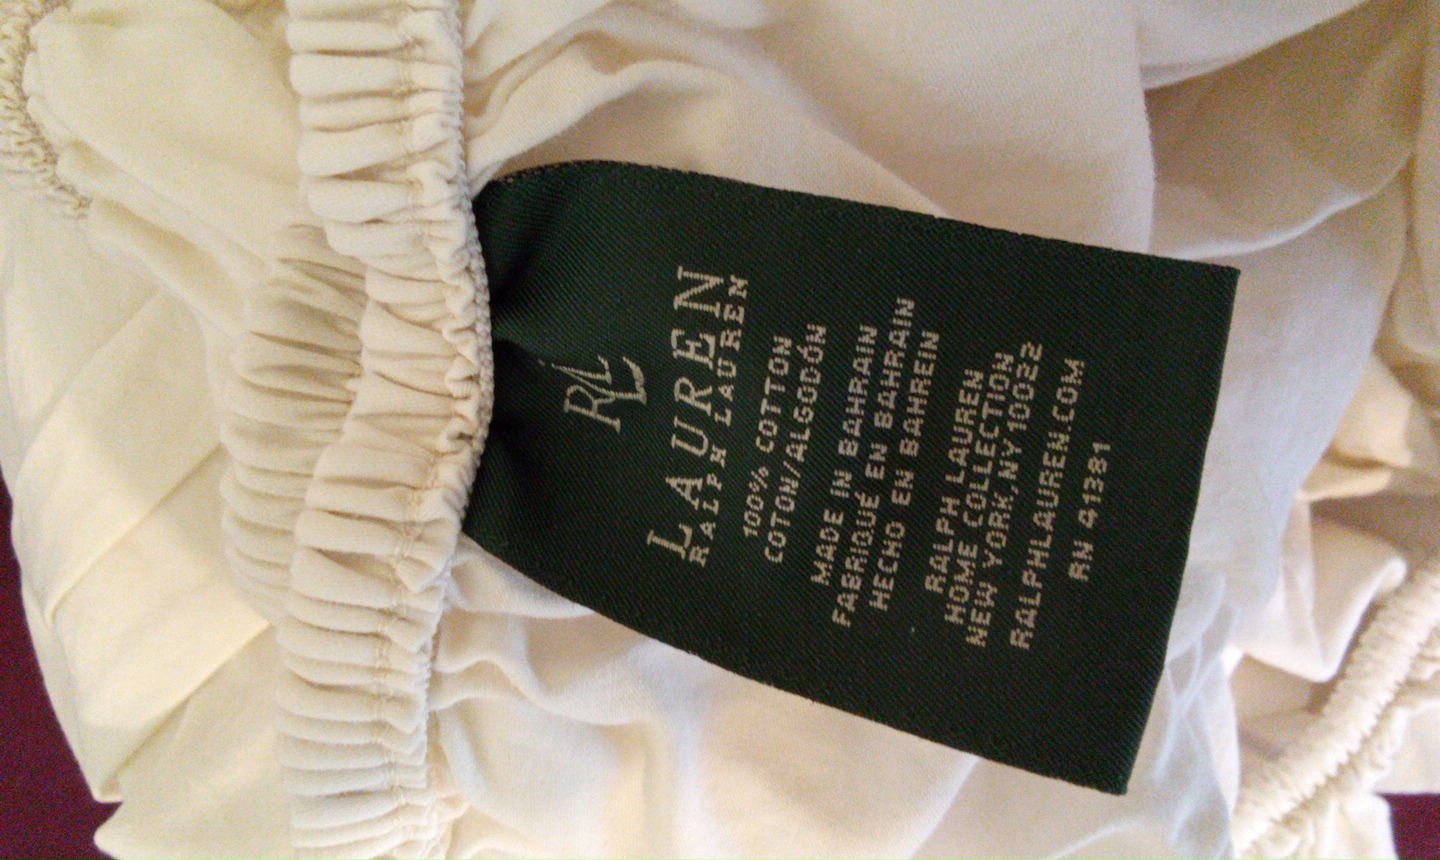 RLL
LAUREN
RALPH LAUREN
100% COTTON
COTON/ALGODÓN
MADE IN BAHRAIN
FABRIQUÉ EN BAHRAIN
HECHO EN BAHREIN
RALPH LAUREN
HOME COLLECTION
NEW YORK,NY 10022
RALPHLAUREN.COM
RN 41381